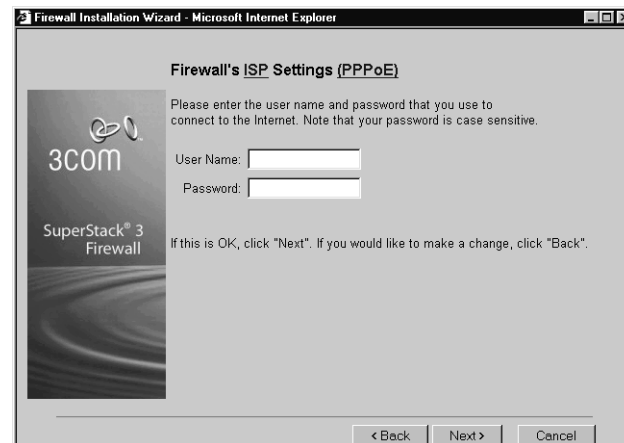 Firewall Installation Wizard - Microsoft Internet Explorer
Firewall's ISP Settings (PPPoE)
Please enter the user name and password that you use to
connect to the Internet. Note that your password is case sensitive.
User Name:
Password:
3COM
SuperStack® 3
Firewall
If this is OK, click "Next". If you would like to make a change, click "Back".
< Back
Next >
Cancel